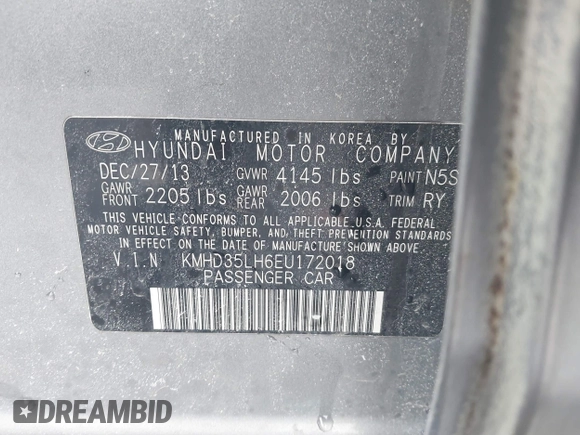 MANUFACTURED IN KOREA BY
HYUNDAI MOTOR COMPANY
DEC/27/13 GVWR 4145 lbs PAINT N5S
GAWR FRONT 2205 lbs GAWR REAR 2006 lbs TRIM RY
THIS VEHICLE CONFORMS TO ALL APPLICABLE U.S.A. FEDERAL
MOTOR VEHICLE SAFETY, BUMPER, AND THEFT PREVENTION STANDARDS
IN EFFECT ON THE DATE OF MANUFACTURE SHOWN ABOVE.
V.I.N KMHD35LH6EU172018
PASSENGER CAR
DREAMBID